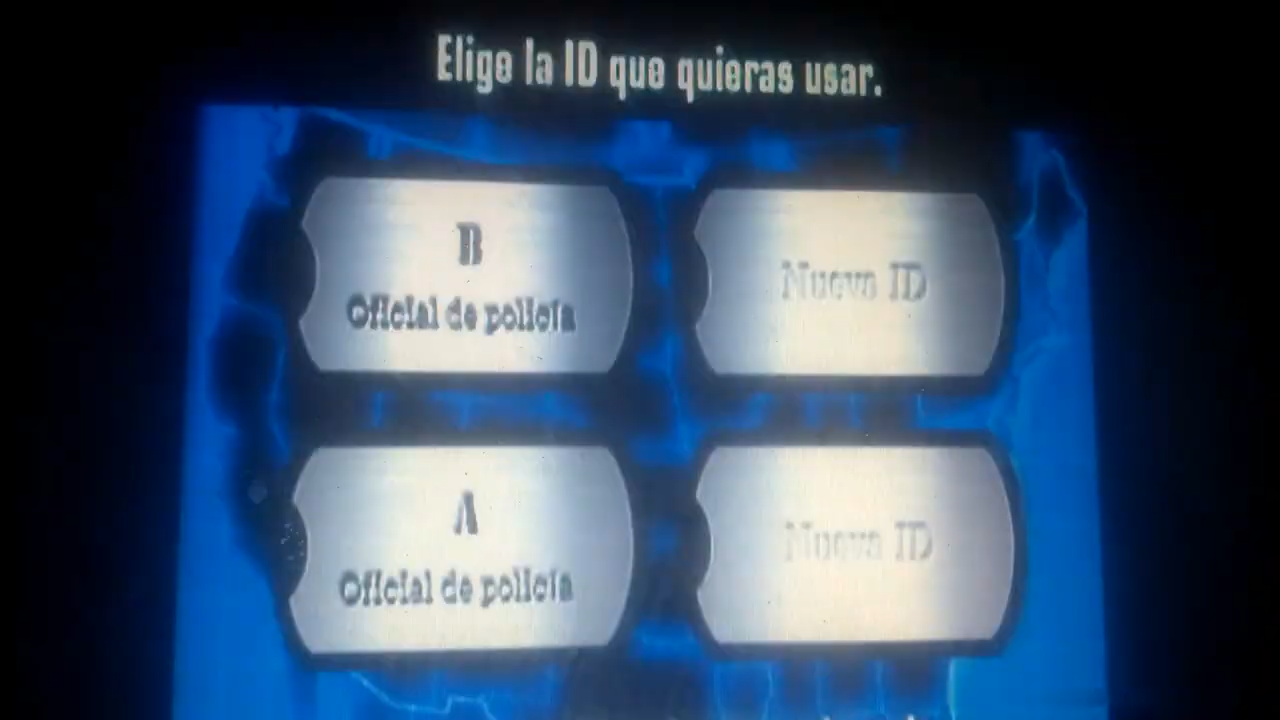 Elige la ID que quieras usar.
B
Oficial de policía
Nueva ID
A
Oficial de policía
Nueva ID